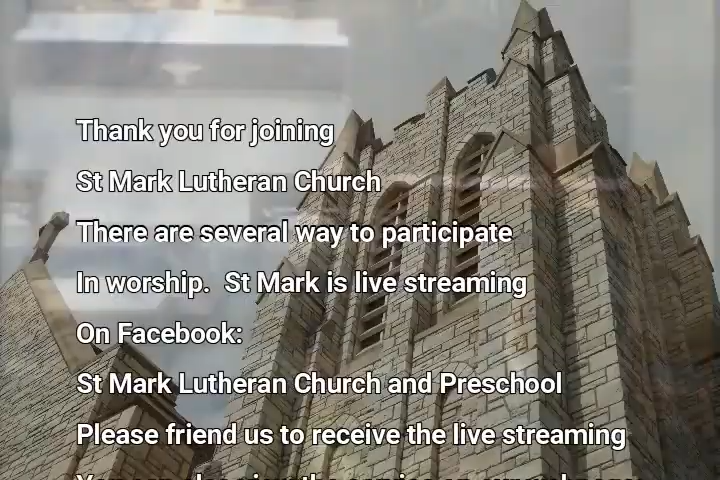 Thank you for joining
St Mark Lutheran Church
There are several way to participate
In worship.  St Mark is live streaming
On Facebook:
St Mark Lutheran Church and Preschool
Please friend us to receive the live streaming